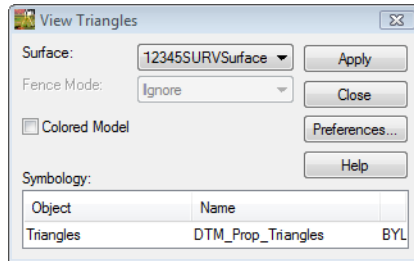 View Triangles
Surface: 12345SURVSurface Apply
Fence Mode: Ignore Close
Colored Model Preferences...
Help
Symbology:
Object Name
Triangles DTM_Prop_Triangles BYL